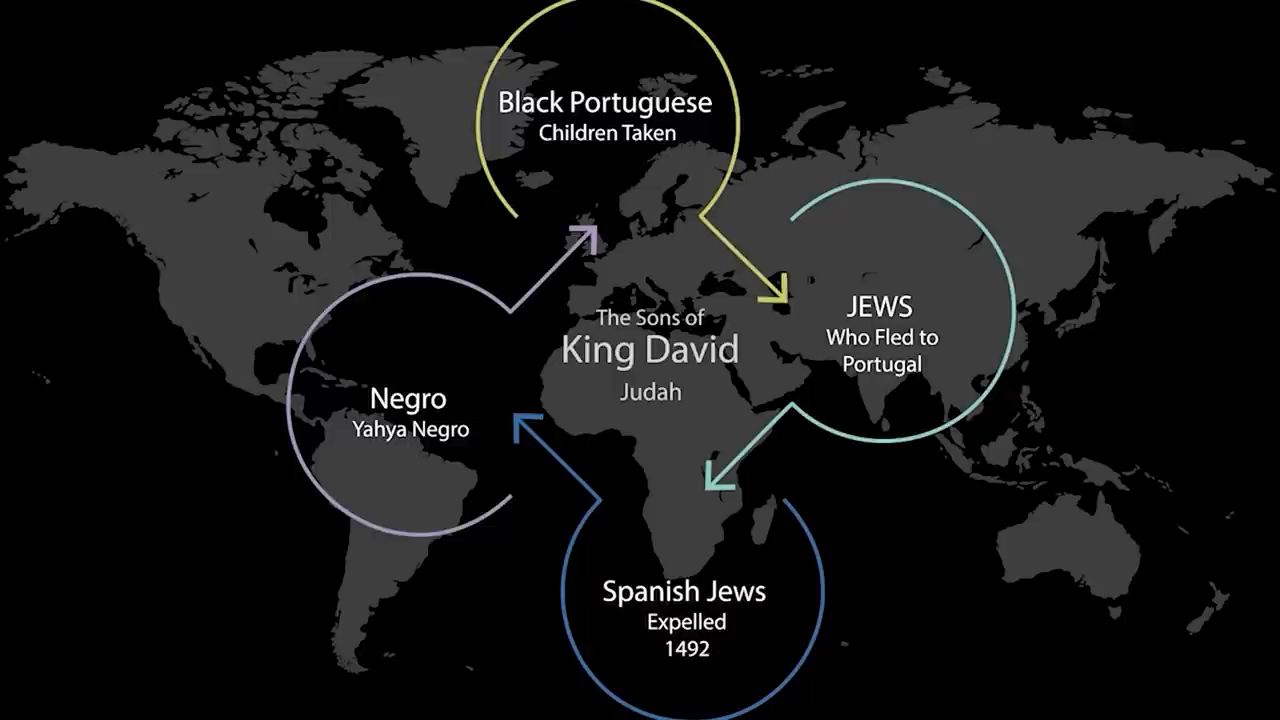 Black Portuguese
Children Taken
JEWS
Who Fled to
Portugal
The Sons of
King David
Judah
Negro
Yahya Negro
Spanish Jews
Expelled
1492